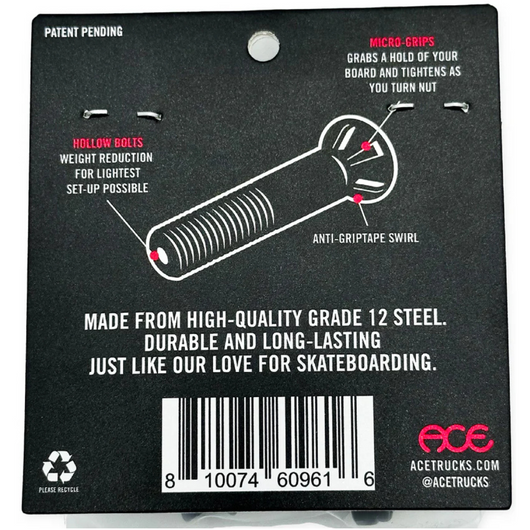 PATENT PENDING
MICRO-GRIPS
GRABS A HOLD OF YOUR
BOARD AND TIGHTENS AS
YOU TURN NUT
HOLLOW BOLTS
WEIGHT REDUCTION
FOR LIGHTEST
SET-UP POSSIBLE
ANTI-GRIPTAPE SWIRL
MADE FROM HIGH-QUALITY GRADE 12 STEEL.
DURABLE AND LONG-LASTING
JUST LIKE OUR LOVE FOR SKATEBOARDING.
8 10074 60961 6
PLEASE RECYCLE
ACE
ACETRUCKS.COM
@ACETRUCKS